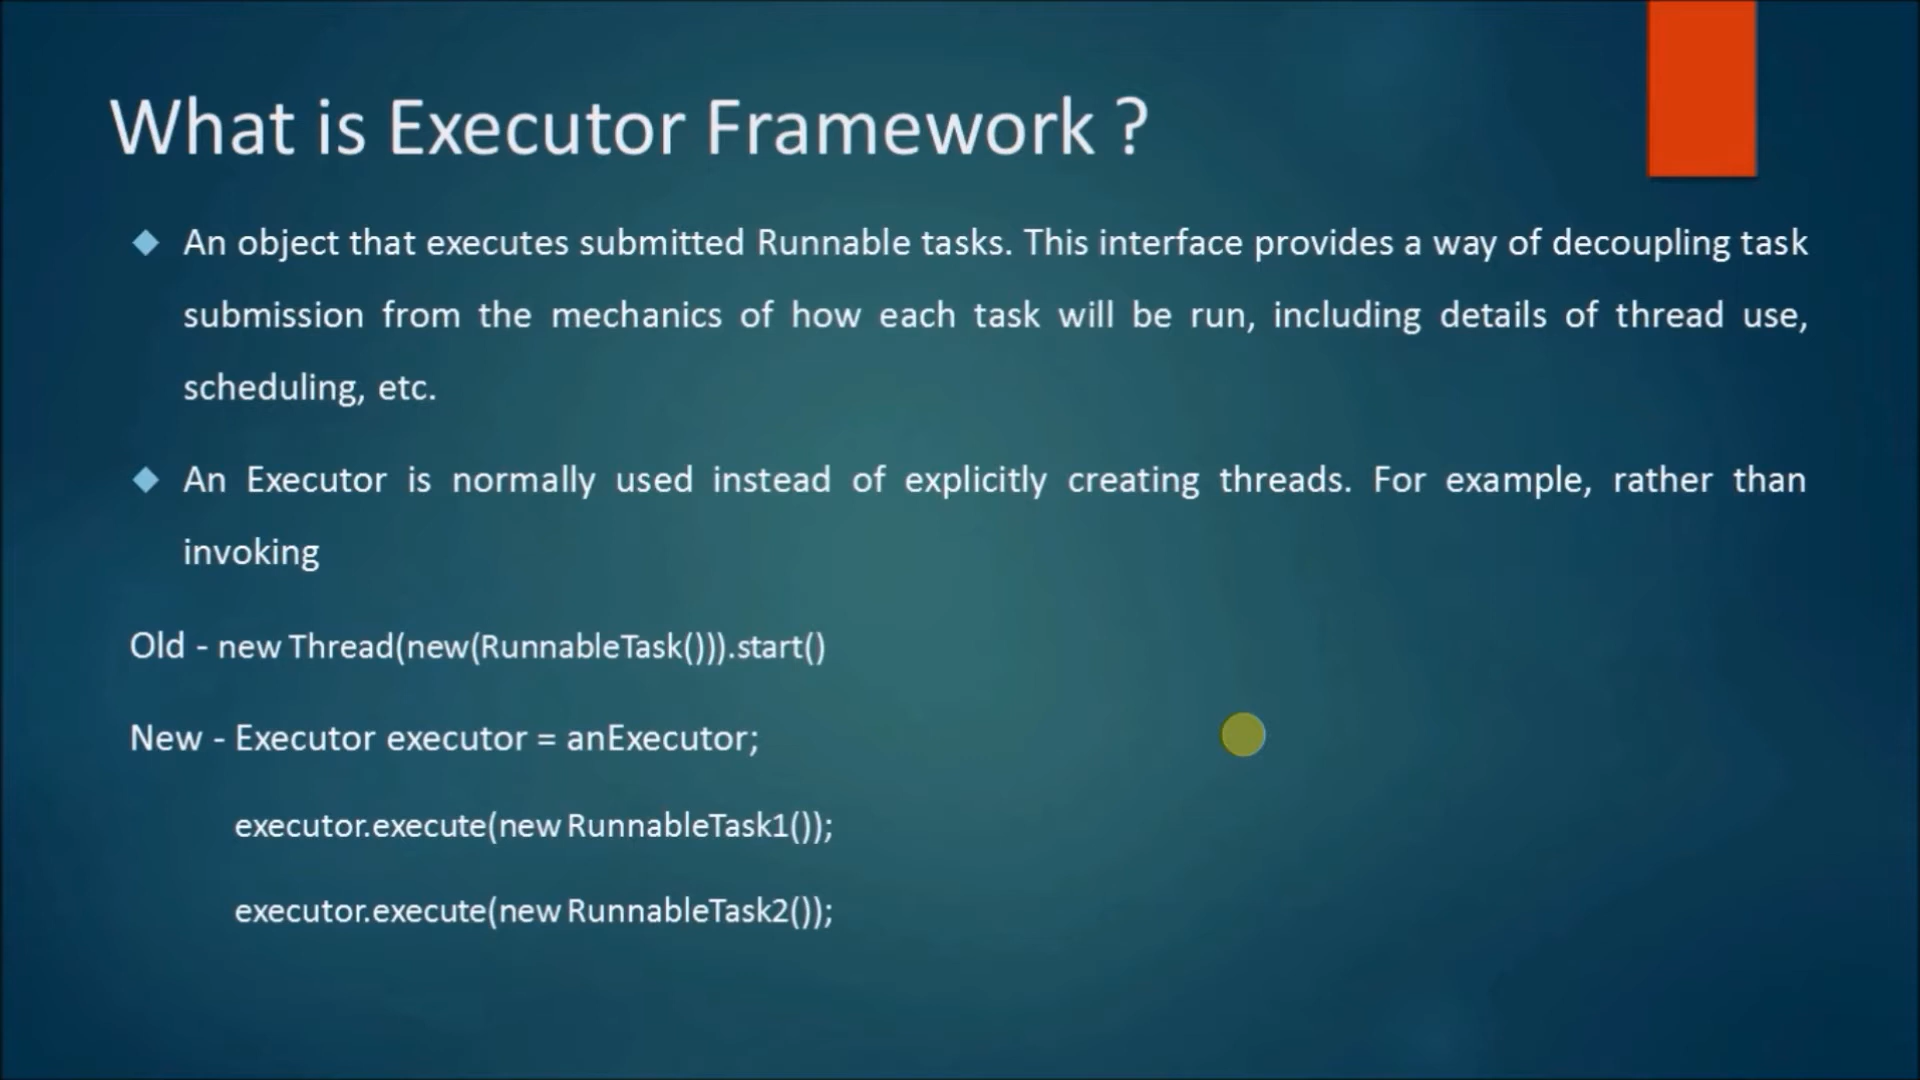 What is Executor Framework ?
An object that executes submitted Runnable tasks. This interface provides a way of decoupling task
submission from the mechanics of how each task will be run, including details of thread use,
scheduling, etc.
An Executor is normally used instead of explicitly creating threads. For example, rather than
invoking
Old - new Thread(new(RunnableTask())).start()
New - Executor executor = anExecutor;
executor.execute(new RunnableTask1());
executor.execute(new RunnableTask2());